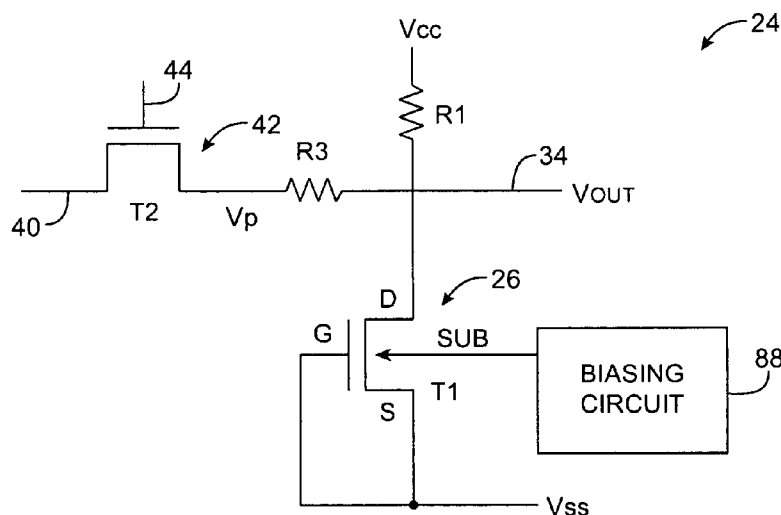 Vcc
24
44
42
R1
R3
34
VOUT
40
T2
Vp
26
D
G
SUB
BIASING
CIRCUIT
88
T1
S
Vss